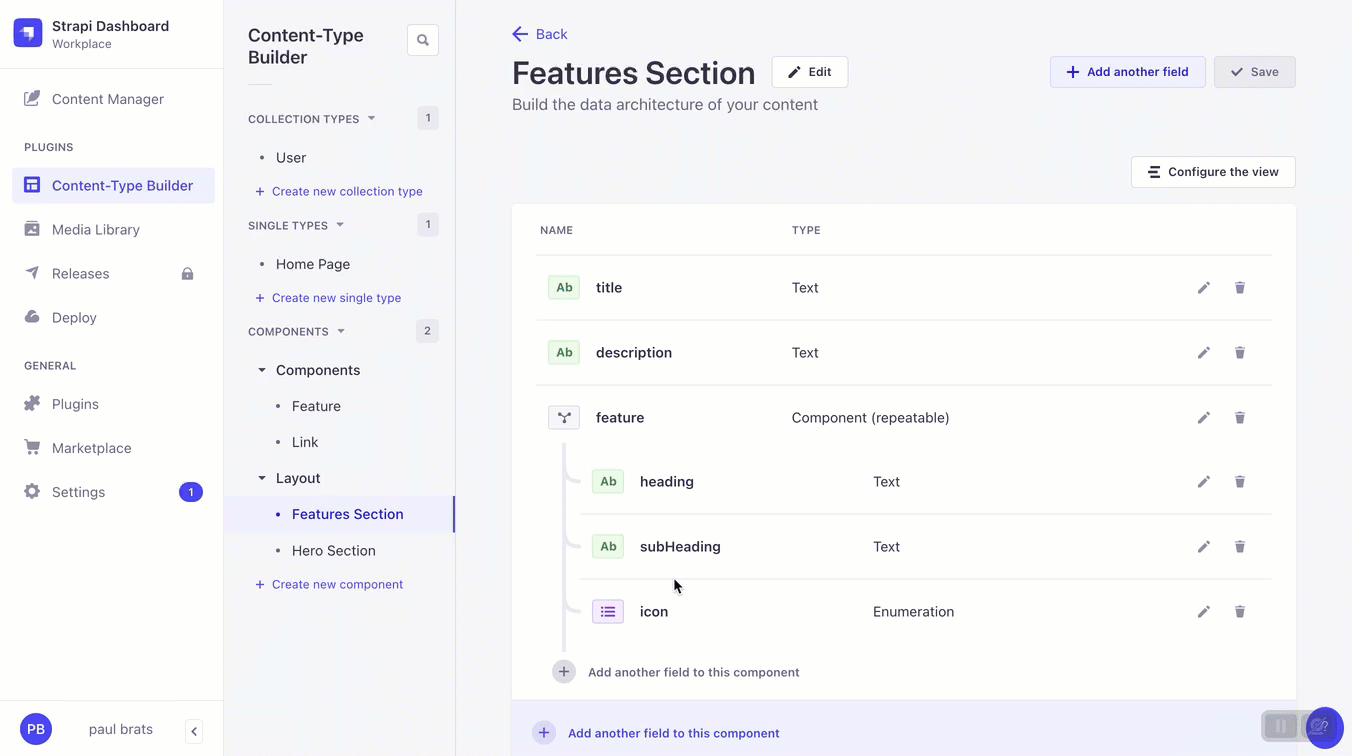 Strapi Dashboard
Workplace
Content Manager
PLUGINS
Content-Type Builder
Media Library
Releases
Deploy
GENERAL
Plugins
Marketplace
Settings
1
PB
paul brats
Content-Type
Builder
COLLECTION TYPES
1
User
+ Create new collection type
SINGLE TYPES
1
Home Page
+ Create new single type
COMPONENTS
2
Components
Feature
Link
Layout
Features Section
Hero Section
+ Create new component
Back
Features Section
Edit
Add another field
Save
Build the data architecture of your content
Configure the view
NAME TYPE
Ab title Text
Ab description Text
feature Component (repeatable)
Ab heading Text
Ab subHeading Text
icon Enumeration
Add another field to this component
Add another field to this component